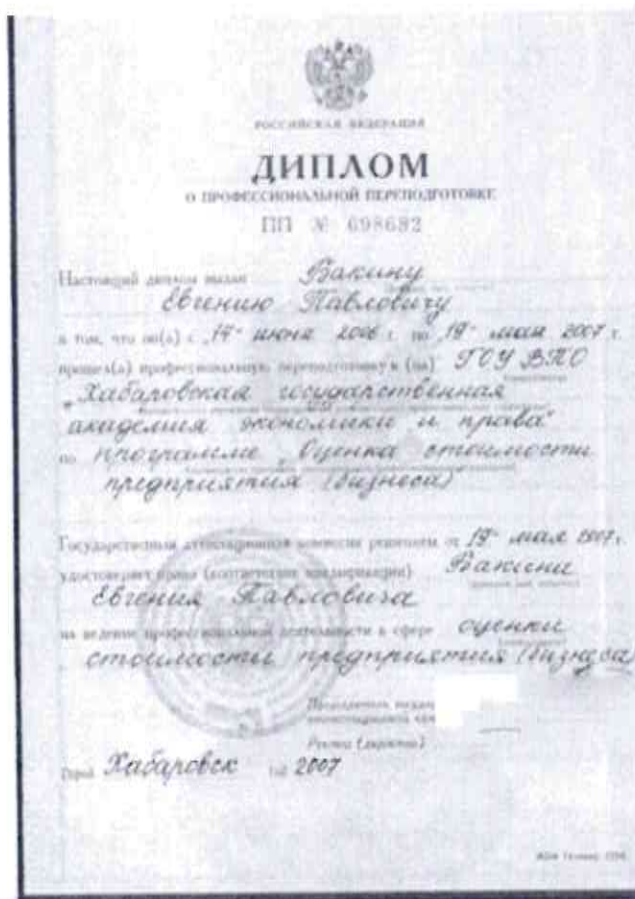 РОССИЙСКАЯ ФЕДЕРАЦИЯ
ДИПЛОМ
О ПРОФЕССИОНАЛЬНОЙ ПЕРЕПОДГОТОВКЕ
ПП № 698682
Настоящий диплом выдан Вакину
Евгению Павловичу
в том, что он(а) с „14“ июня 2006 г. по „19“ мая 2007 г.
прошел(а) профессиональную переподготовку в (на) ГОУ ВПО
„Хабаровская государственная
академия экономики и права“
по программе „Оценка стоимости
предприятия (бизнеса)“
Государственная аттестационная комиссия решением от „19“ мая 2007 г.
удостоверяет право (соответствие квалификации)
Евгения Павловича
на ведение профессиональной деятельности в сфере оценки
стоимости предприятия (бизнеса)
Председатель
аттестационной
Ректор (директор)
Город Хабаровск год 2007